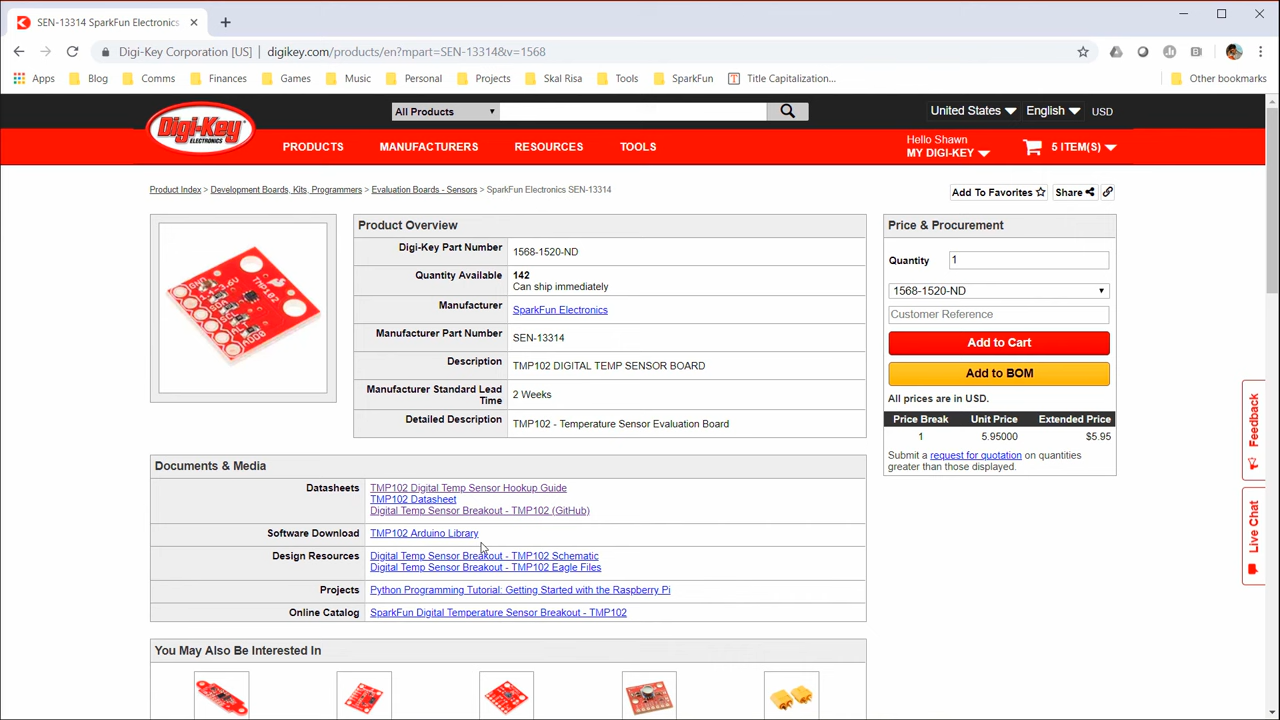 SEN-13314 SparkFun Electronics
Digi-Key Corporation [US] | digikey.com/products/en?mpart=SEN-13314&v=1568
Apps Blog Comms Finances Games Music Personal Projects Skal Risa Tools SparkFun Title Capitalization... Other bookmarks
Digi-Key
ELECTRONICS
All Products
United States English USD
PRODUCTS MANUFACTURERS RESOURCES TOOLS
Hello Shawn
MY DIGI-KEY
5 ITEM(S)
Product Index > Development Boards, Kits, Programmers > Evaluation Boards - Sensors > SparkFun Electronics SEN-13314
Add To Favorites Share
TMP102
GND
3.6V
SCL
Product Overview
Digi-Key Part Number 1568-1520-ND
Quantity Available 142
Can ship immediately
Manufacturer SparkFun Electronics
Manufacturer Part Number SEN-13314
Description TMP102 DIGITAL TEMP SENSOR BOARD
Manufacturer Standard Lead
Time 2 Weeks
Detailed Description TMP102 - Temperature Sensor Evaluation Board
Price & Procurement
Quantity 1
1568-1520-ND
Customer Reference
Add to Cart
Add to BOM
All prices are in USD.
Price Break Unit Price Extended Price
1 5.95000 $5.95
Submit a request for quotation on quantities
greater than those displayed.
Feedback
Live Chat
Documents & Media
Datasheets TMP102 Digital Temp Sensor Hookup Guide
TMP102 Datasheet
Digital Temp Sensor Breakout - TMP102 (GitHub)
Software Download TMP102 Arduino Library
Design Resources Digital Temp Sensor Breakout - TMP102 Schematic
Digital Temp Sensor Breakout - TMP102 Eagle Files
Projects Python Programming Tutorial: Getting Started with the Raspberry Pi
Online Catalog SparkFun Digital Temperature Sensor Breakout - TMP102
You May Also Be Interested In